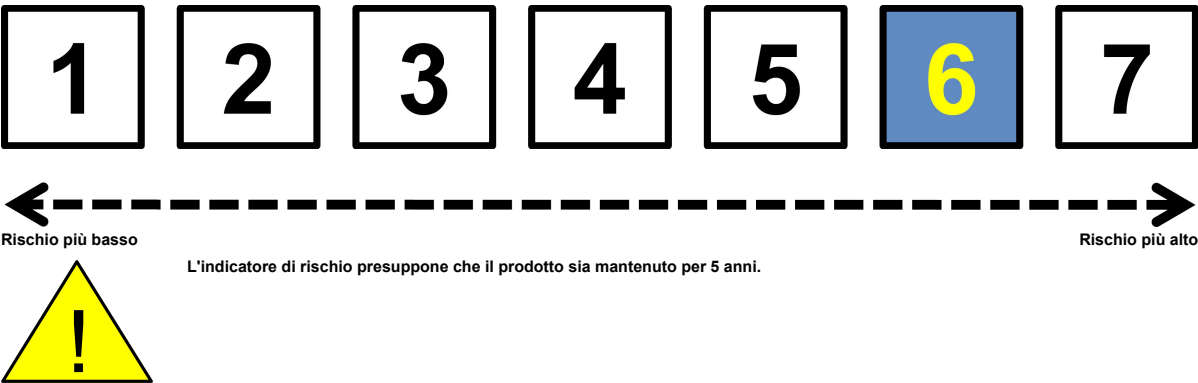 1 2 3 4 5 6 7
Rischio più basso Rischio più alto
L'indicatore di rischio presuppone che il prodotto sia mantenuto per 5 anni.
!